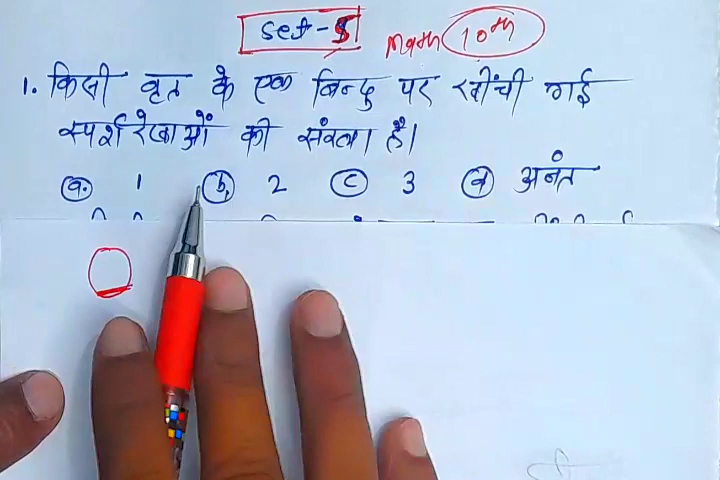 Set-5
Math 10th
1. किसी वृत के एक बिन्दु पर खींची गई
स्पर्श रेखाओं की संख्या है।
(a.) 1 (b.) 2 (c) 3 (d) अनंत